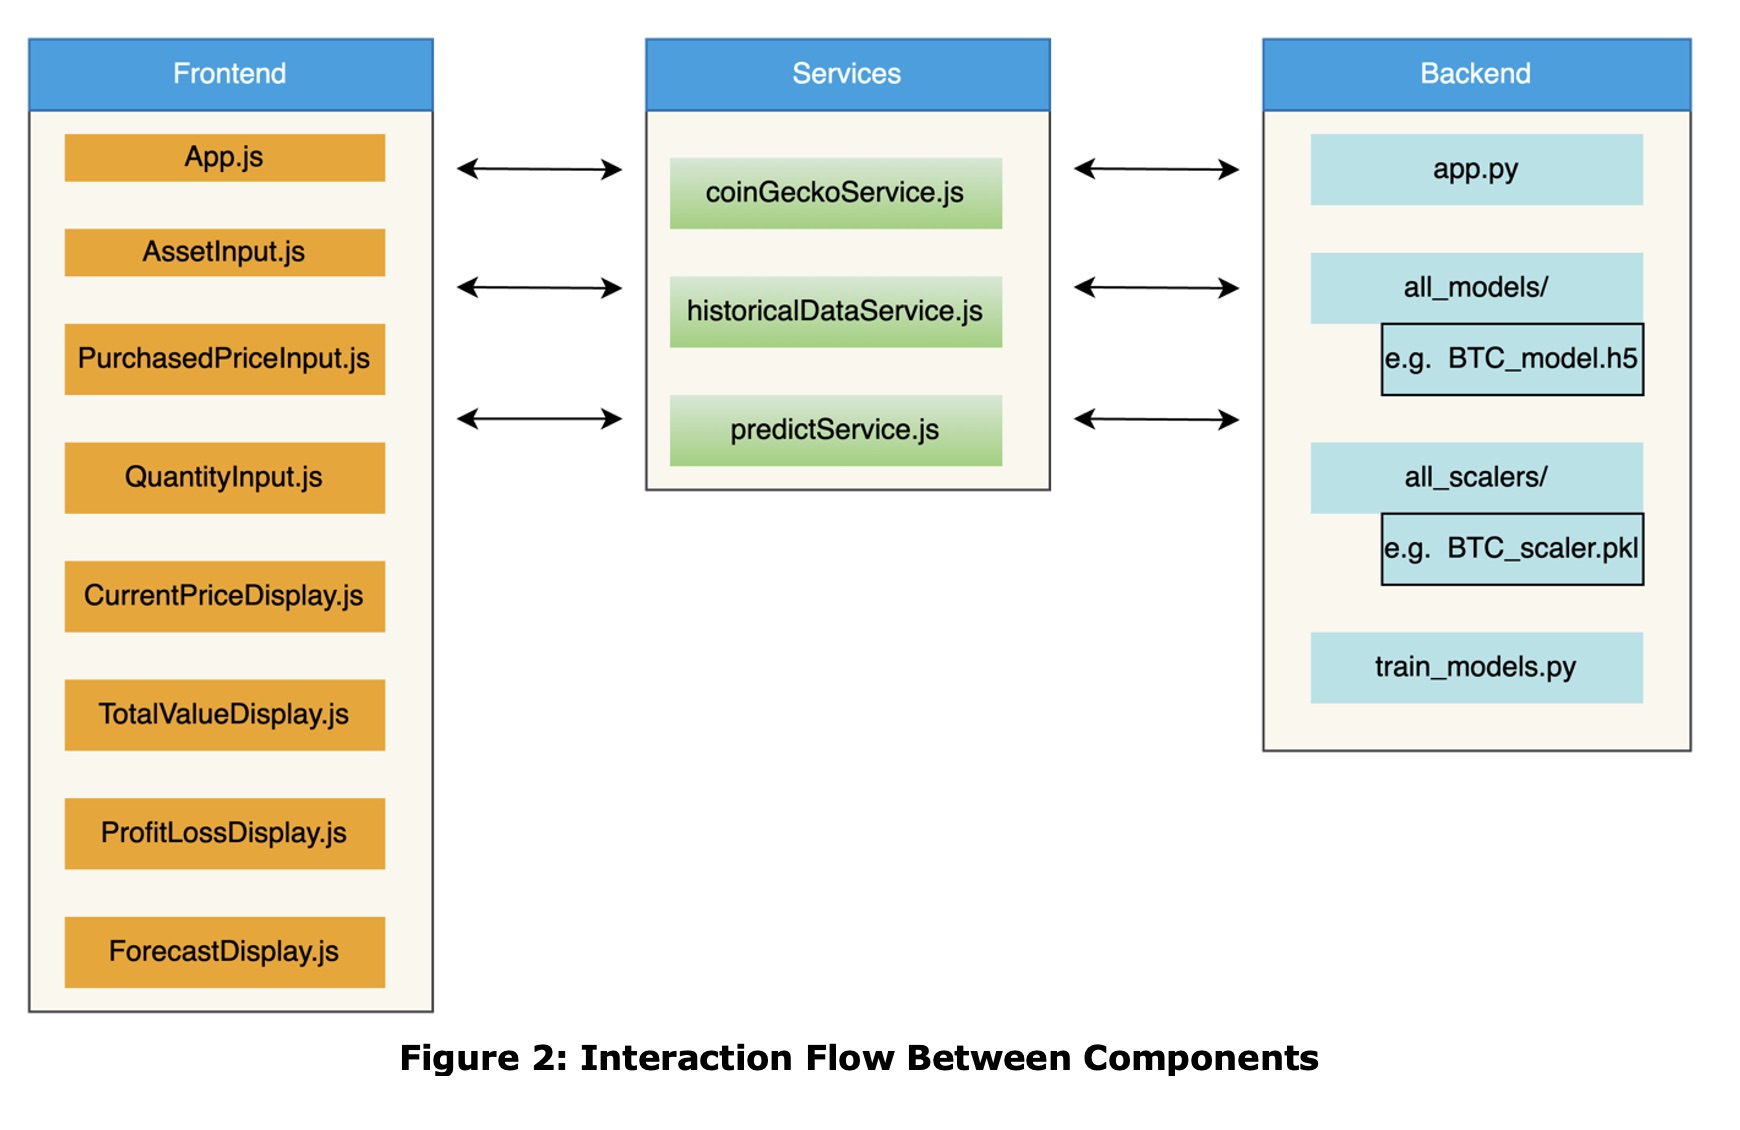 Frontend
App.js
AssetInput.js
PurchasedPriceInput.js
QuantityInput.js
CurrentPriceDisplay.js
TotalValueDisplay.js
ProfitLossDisplay.js
ForecastDisplay.js
Services
coinGeckoService.js
historicalDataService.js
predictService.js
Backend
app.py
all_models/
e.g. BTC_model.h5
all_scalers/
e.g. BTC_scaler.pkl
train_models.py
Figure 2: Interaction Flow Between Components